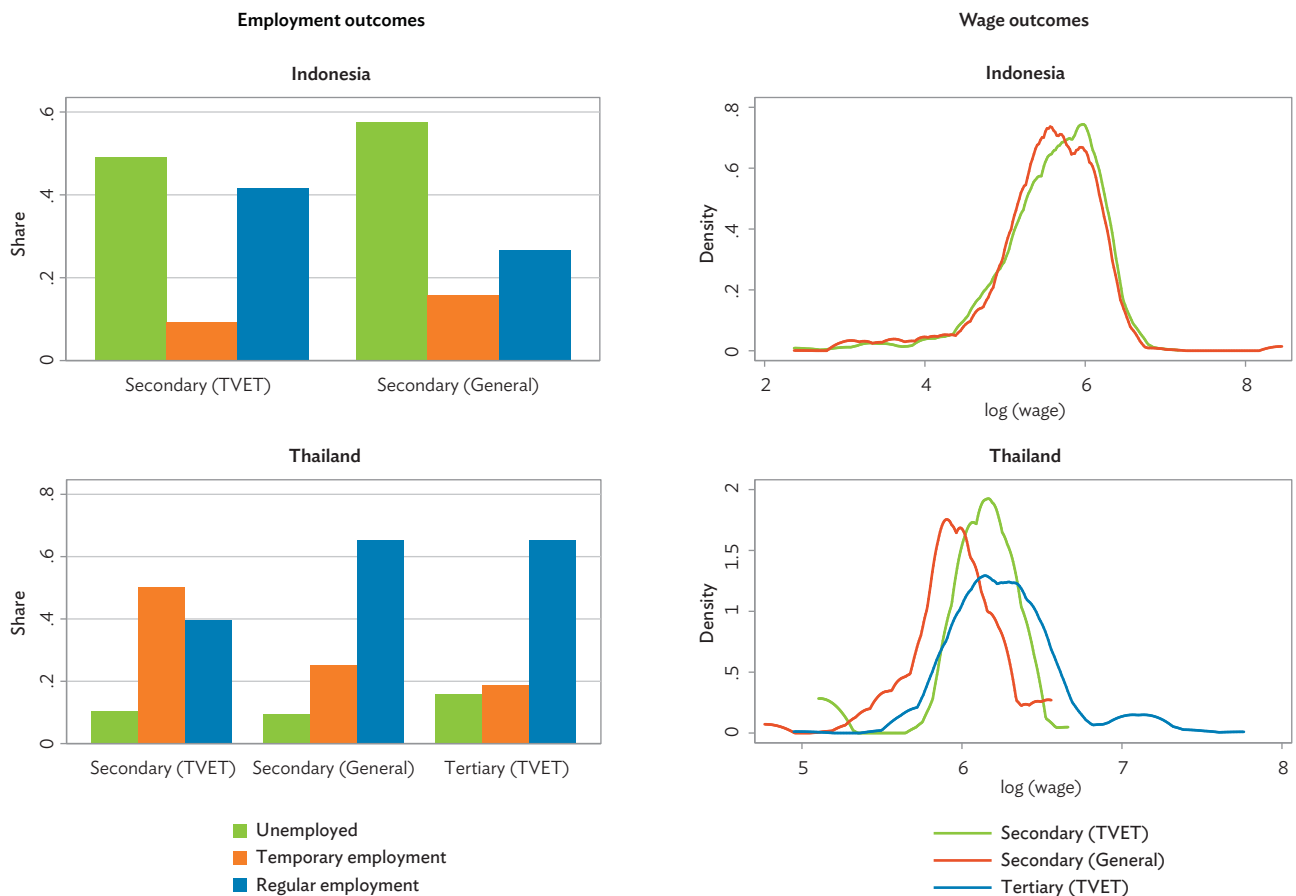 Employment outcomes
Indonesia
Share
.6
.4
.2
0
Secondary (TVET) Secondary (General)
Thailand
Share
.8
.6
.4
.2
0
Secondary (TVET) Secondary (General) Tertiary (TVET)
Unemployed
Temporary employment
Regular employment
Wage outcomes
Indonesia
Density
.8
.6
.4
.2
0
2 4 6 8
log (wage)
Thailand
Density
2
1.5
1
.5
0
5 6 7 8
log (wage)
Secondary (TVET)
Secondary (General)
Tertiary (TVET)